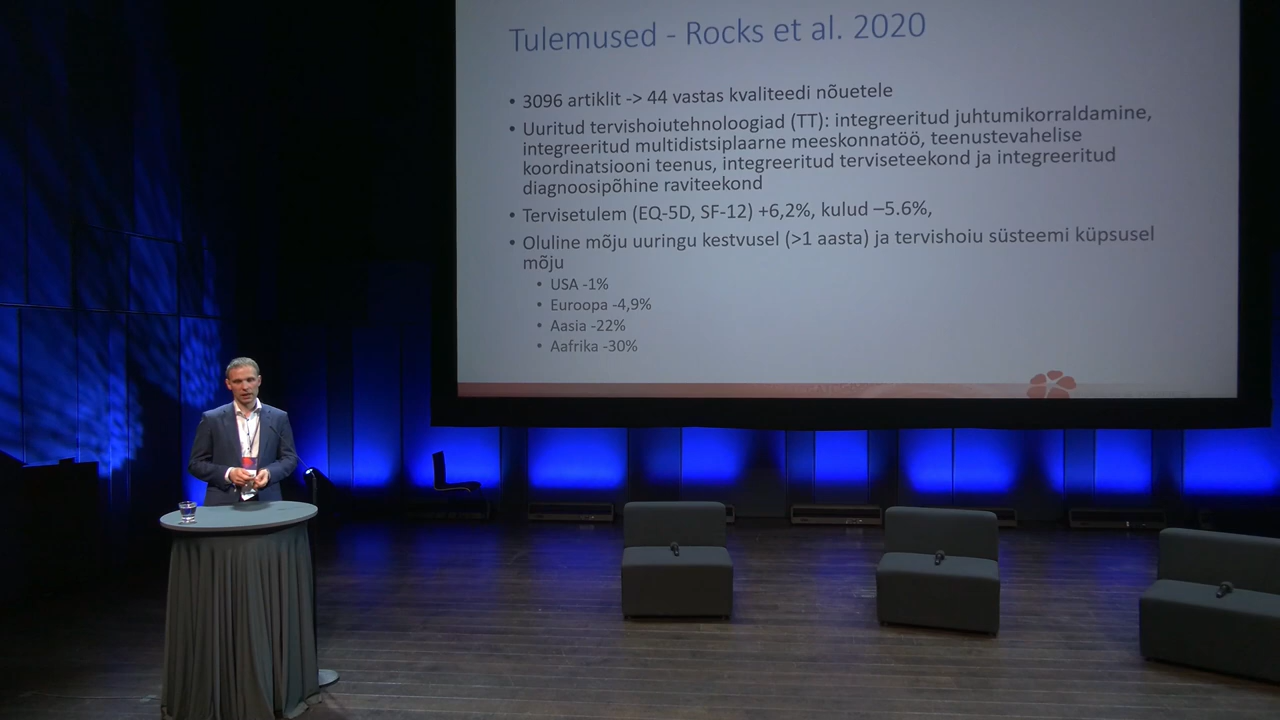 Tulemused - Rocks et al. 2020
• 3096 artiklit -> 44 vastas kvaliteedi nõuetele
• Uuritud tervishoiutehnoloogiad (TT): integreeritud juhtumikorraldamine,
integreeritud multidistsiplaarne meeskonnatöö, teenustevahelise
koordinatsiooni teenus, integreeritud terviseteekond ja integreeritud
diagnoosipõhine raviteekond
• Tervisetulem (EQ-5D, SF-12) +6,2%, kulud –5.6%,
• Oluline mõju uuringu kestvusel (>1 aasta) ja tervishoiu süsteemi küpsusel
mõju
• USA -1%
• Euroopa -4,9%
• Aasia -22%
• Aafrika -30%